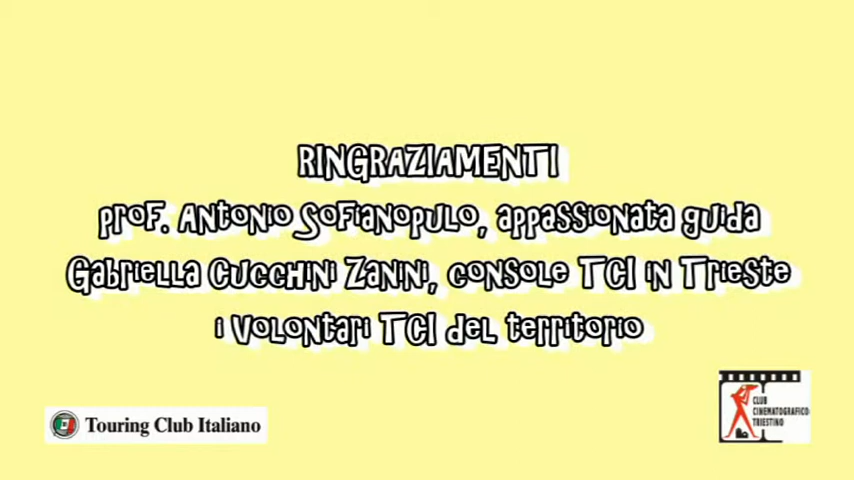 RINGRAZIAMENTI
prof. Antonio Sofianopulo, appassionata guida
Gabriella Cucchini Zanini, console TCI in Trieste
i Volontari TCI del territorio
Touring Club Italiano
CLUB
CINEMATOGRAFICO
TRIESTINO